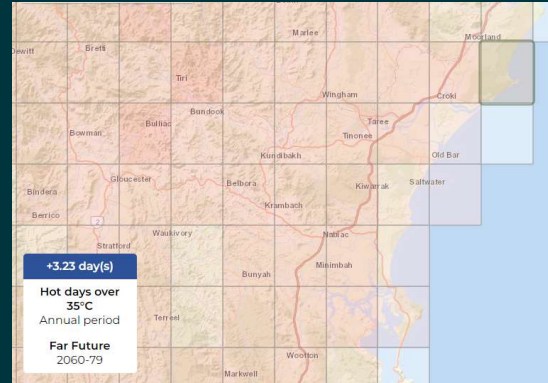 Marlee
Moorland
Dewitt
Bretti
Tiri
Wingham
Croki
Bundook
Bulliac
Taree
Bowman
Tinonee
Kundibakh
Old Bar
Gloucester
Belbora
Kiwarrak
Saltwater
Bindera
Berrico
Krambach
2
Waukivory
Nabiac
Stratford
Minimbah
Bunyah
+3.23 day(s)
Hot days over
35°C
Annual period
Far Future
2060-79
Terreel
Wootton
Markwell